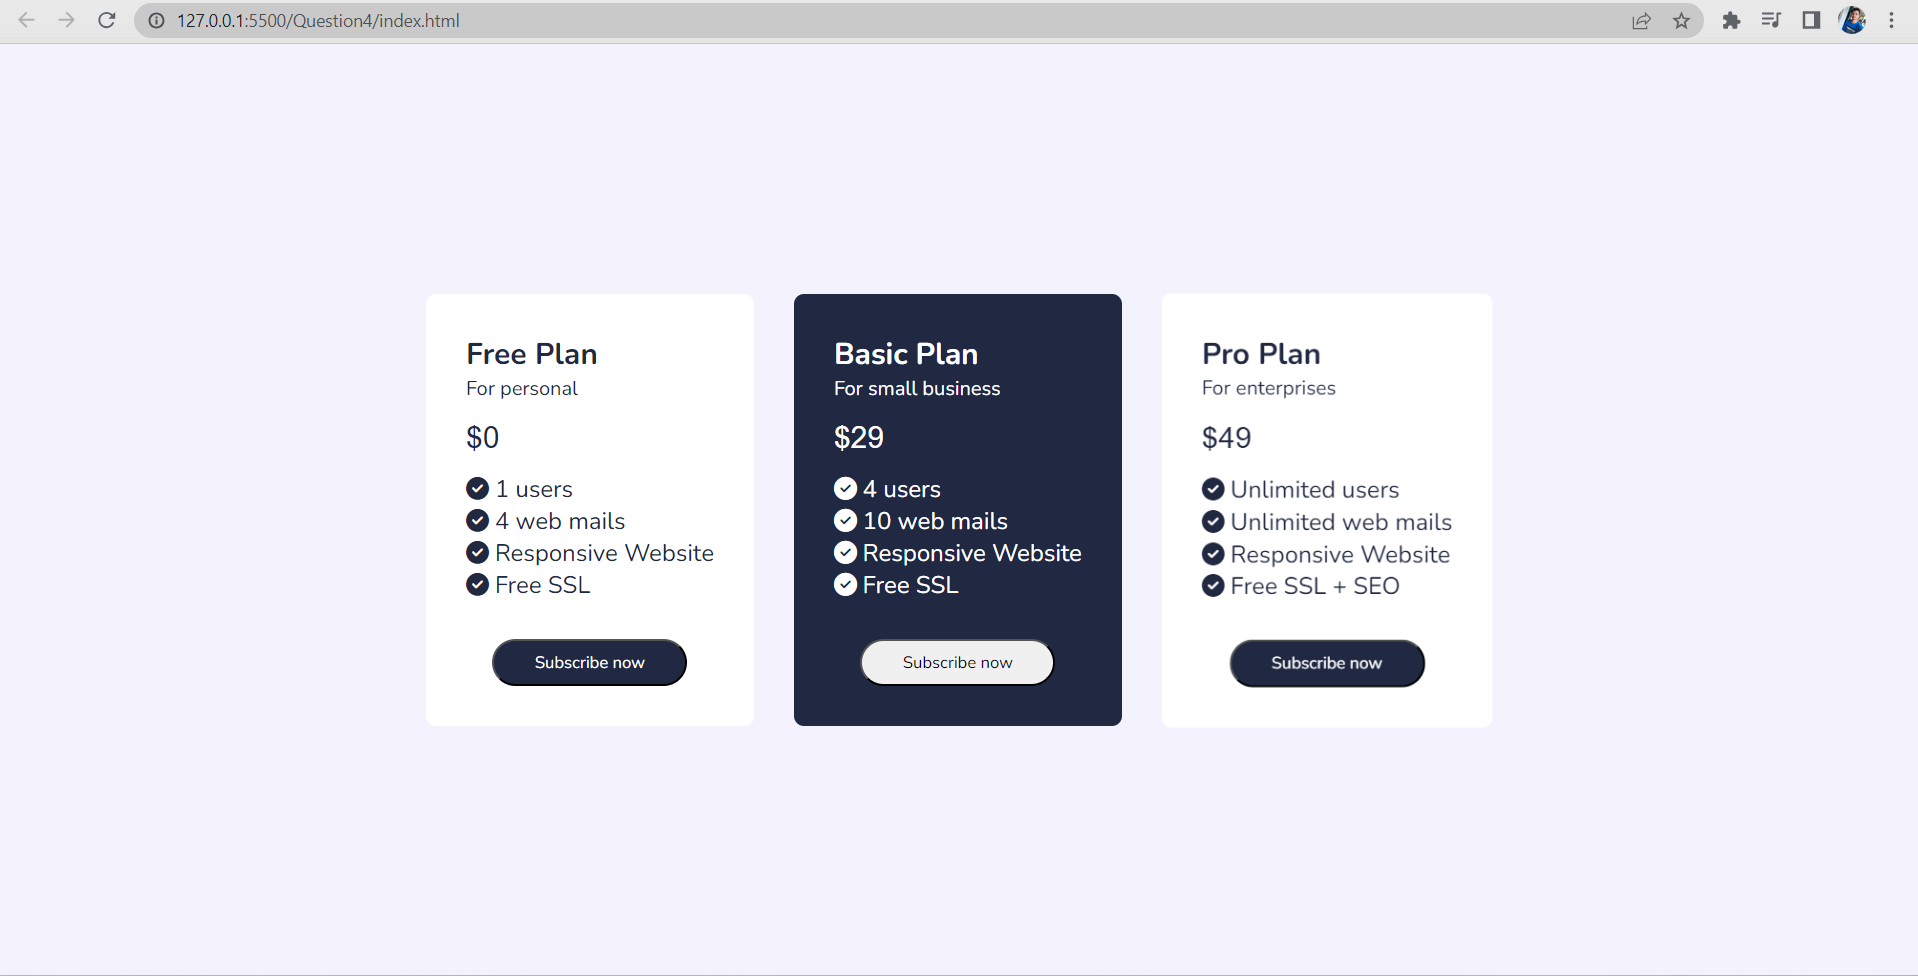 127.0.0.1:5500/Question4/index.html
Free Plan
For personal
$0
1 users
4 web mails
Responsive Website
Free SSL
Subscribe now
Basic Plan
For small business
$29
4 users
10 web mails
Responsive Website
Free SSL
Subscribe now
Pro Plan
For enterprises
$49
Unlimited users
Unlimited web mails
Responsive Website
Free SSL + SEO
Subscribe now